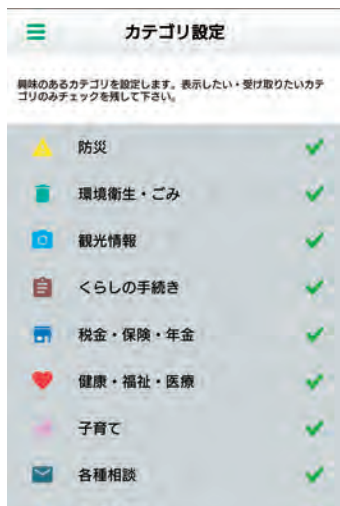 カテゴリ設定
興味のあるカテゴリを設定します。表示したい・受け取りたいカテ
ゴリのみチェックを残して下さい。
防災
環境衛生・ごみ
観光情報
くらしの手続き
税金・保険・年金
健康・福祉・医療
子育て
各種相談